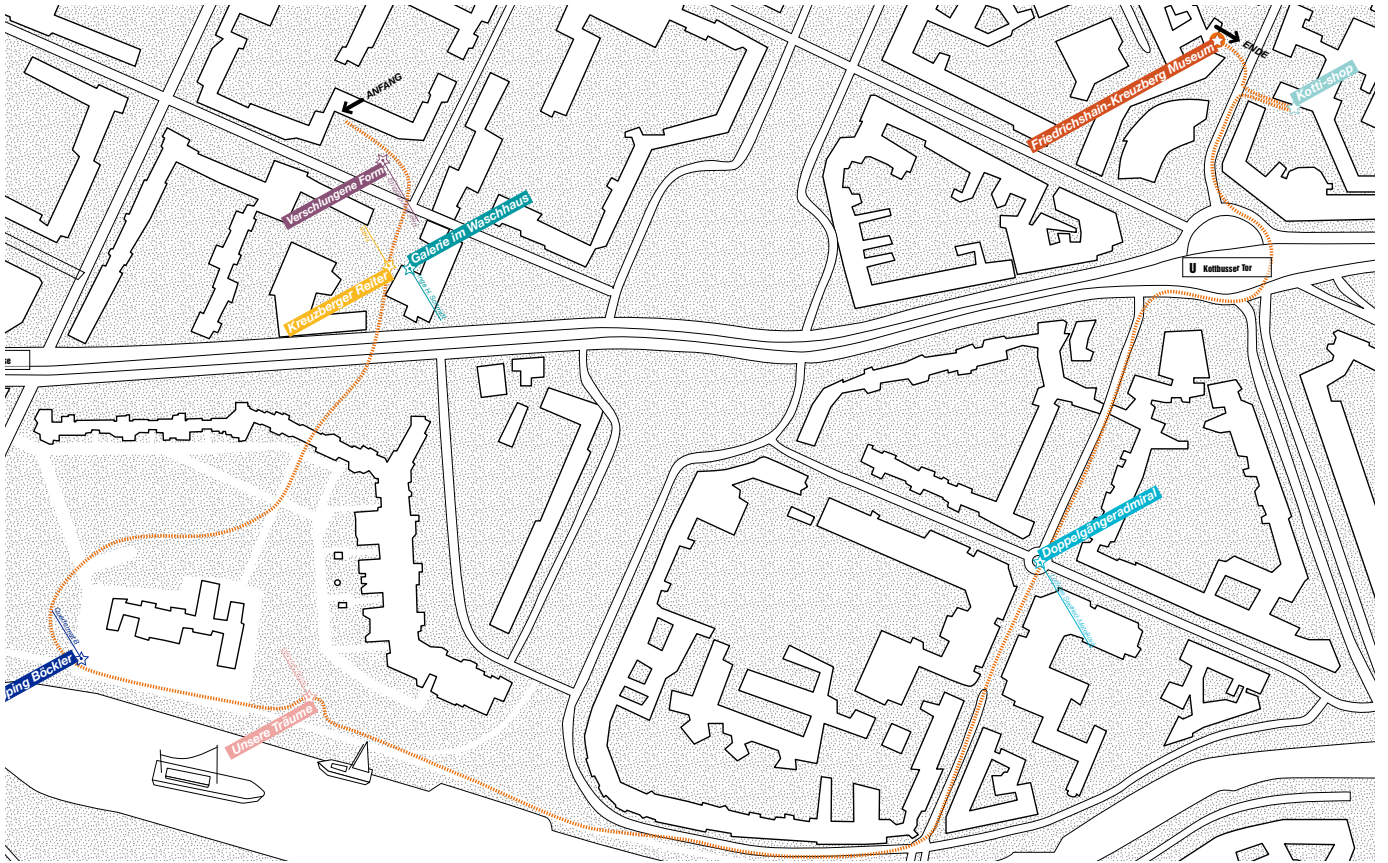 ENDE
Friedrichshain-Kreuzberg Museum
Kotti-shop
ANFANG
Verschlungene Form
Galerie im Waschhaus
Kreuzberger Reiter
U Kottbusser Tor
Doppelgängeradmiral
ping Böckler
Unsere Träume